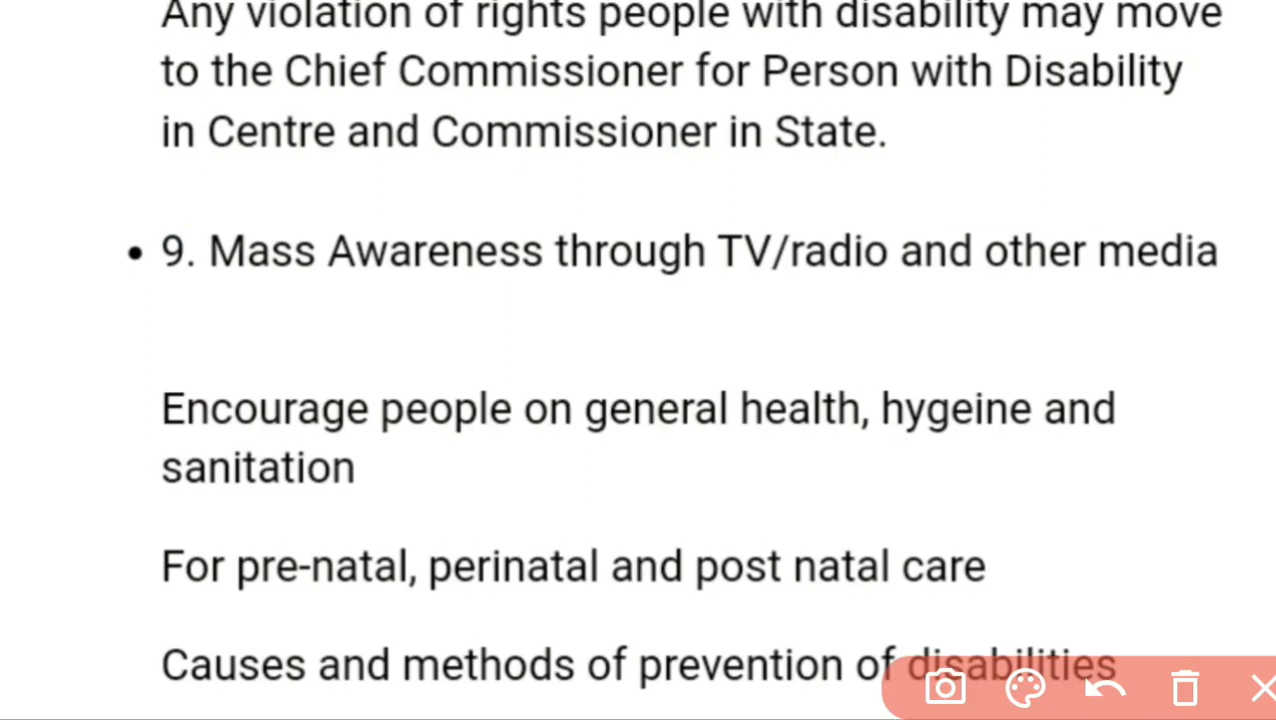 Any violation of rights people with disability may move
to the Chief Commissioner for Person with Disability
in Centre and Commissioner in State.
• 9. Mass Awareness through TV/radio and other media
Encourage people on general health, hygeine and
sanitation
For pre-natal, perinatal and post natal care
Causes and methods of prevention of disabilities